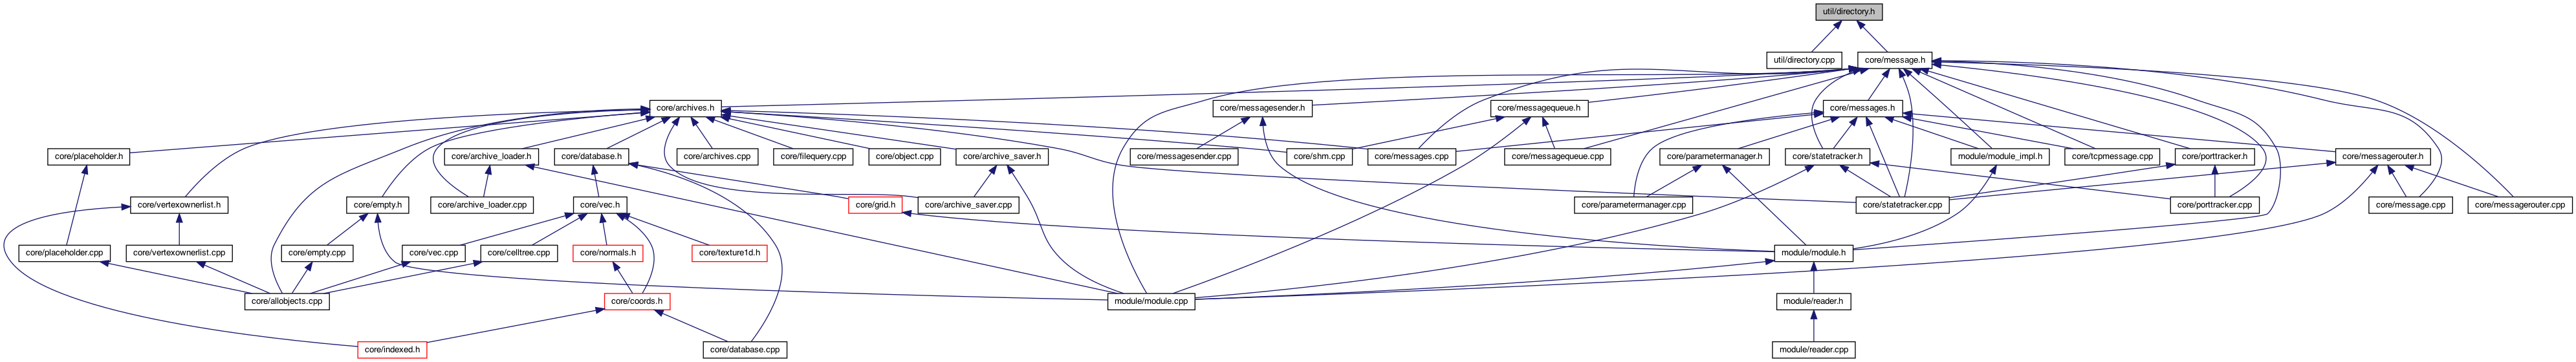 util/directory.h
util/directory.cpp
core/message.h
core/archives.h
core/messagesender.h
core/messagequeue.h
core/messages.h
core/placeholder.h
core/archive_loader.h
core/database.h
core/archives.cpp
core/filequery.cpp
core/object.cpp
core/archive_saver.h
core/messagesender.cpp
core/shm.cpp
core/messages.cpp
core/messagequeue.cpp
core/parametermanager.h
core/statetracker.h
module/module_impl.h
core/tcpmessage.cpp
core/porttracker.h
core/messagerouter.h
core/vertexownerlist.h
core/empty.h
core/archive_loader.cpp
core/vec.h
core/grid.h
core/archive_saver.cpp
core/parametermanager.cpp
core/statetracker.cpp
core/porttracker.cpp
core/message.cpp
core/messagerouter.cpp
core/placeholder.cpp
core/vertexownerlist.cpp
core/empty.cpp
core/vec.cpp
core/celltree.cpp
core/normals.h
core/texture1d.h
module/module.h
core/allobjects.cpp
core/coords.h
module/module.cpp
module/reader.h
core/indexed.h
core/database.cpp
module/reader.cpp